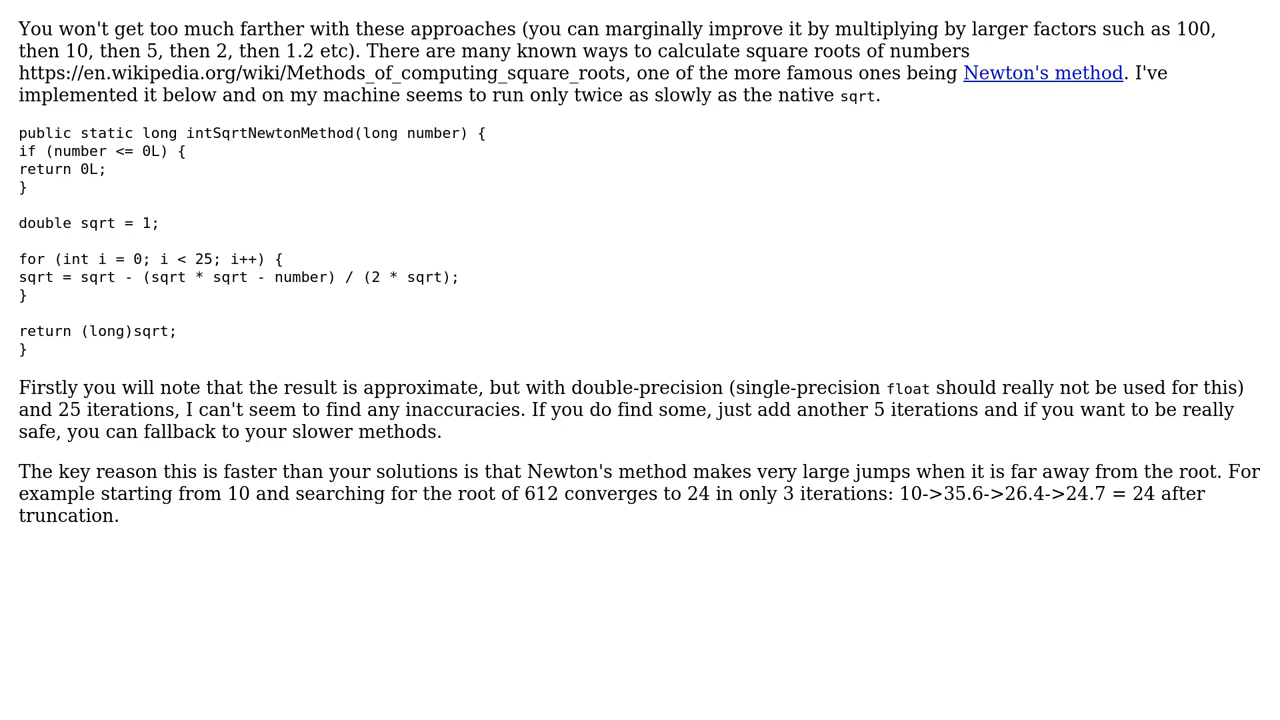 You won't get too much farther with these approaches (you can marginally improve it by multiplying by larger factors such as 100,
then 10, then 5, then 2, then 1.2 etc). There are many known ways to calculate square roots of numbers
https://en.wikipedia.org/wiki/Methods_of_computing_square_roots, one of the more famous ones being Newton's method. I've
implemented it below and on my machine seems to run only twice as slowly as the native sqrt.
public static long intSqrtNewtonMethod(long number) {
if (number <= 0L) {
return 0L;
}
double sqrt = 1;
for (int i = 0; i < 25; i++) {
sqrt = sqrt - (sqrt * sqrt - number) / (2 * sqrt);
}
return (long)sqrt;
}
Firstly you will note that the result is approximate, but with double-precision (single-precision float should really not be used for this)
and 25 iterations, I can't seem to find any inaccuracies. If you do find some, just add another 5 iterations and if you want to be really
safe, you can fallback to your slower methods.
The key reason this is faster than your solutions is that Newton's method makes very large jumps when it is far away from the root. For
example starting from 10 and searching for the root of 612 converges to 24 in only 3 iterations: 10->35.6->26.4->24.7 = 24 after
truncation.